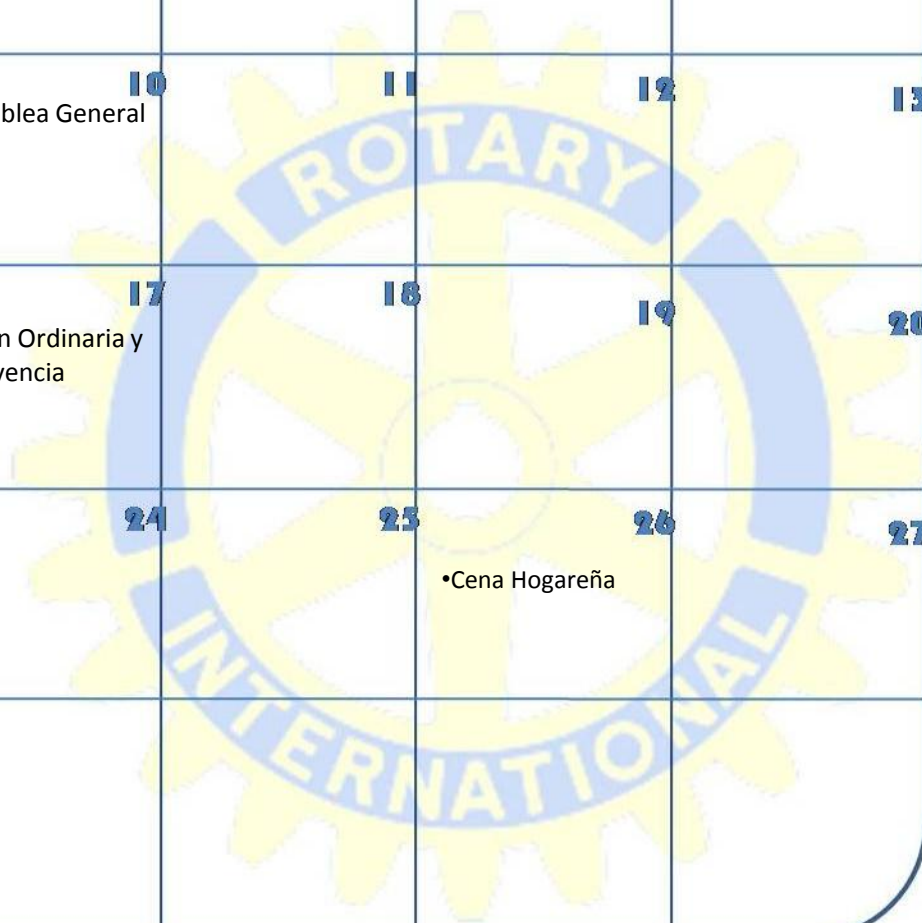 10 11 12 13
blea General
ROTARY
17 18 19 20
n Ordinaria y
vencia
24 25 26 27
•Cena Hogareña
INTERNATIONAL